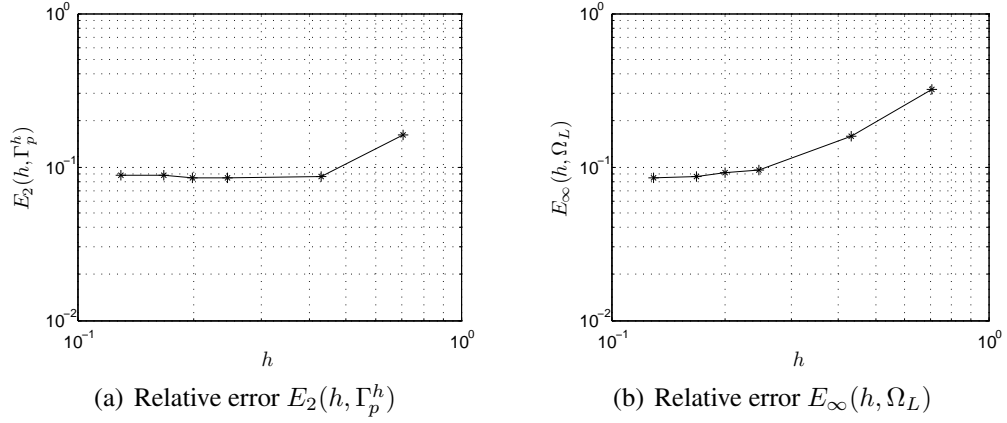 10^0
10^{-1}
10^{-2}
10^{-1}
10^0
h
E_2(h, Γ_p^h)
(a) Relative error E_2(h, Γ_p^h)
10^0
10^{-1}
10^{-2}
10^{-1}
10^0
h
E_∞(h, Ω_L)
(b) Relative error E_∞(h, Ω_L)